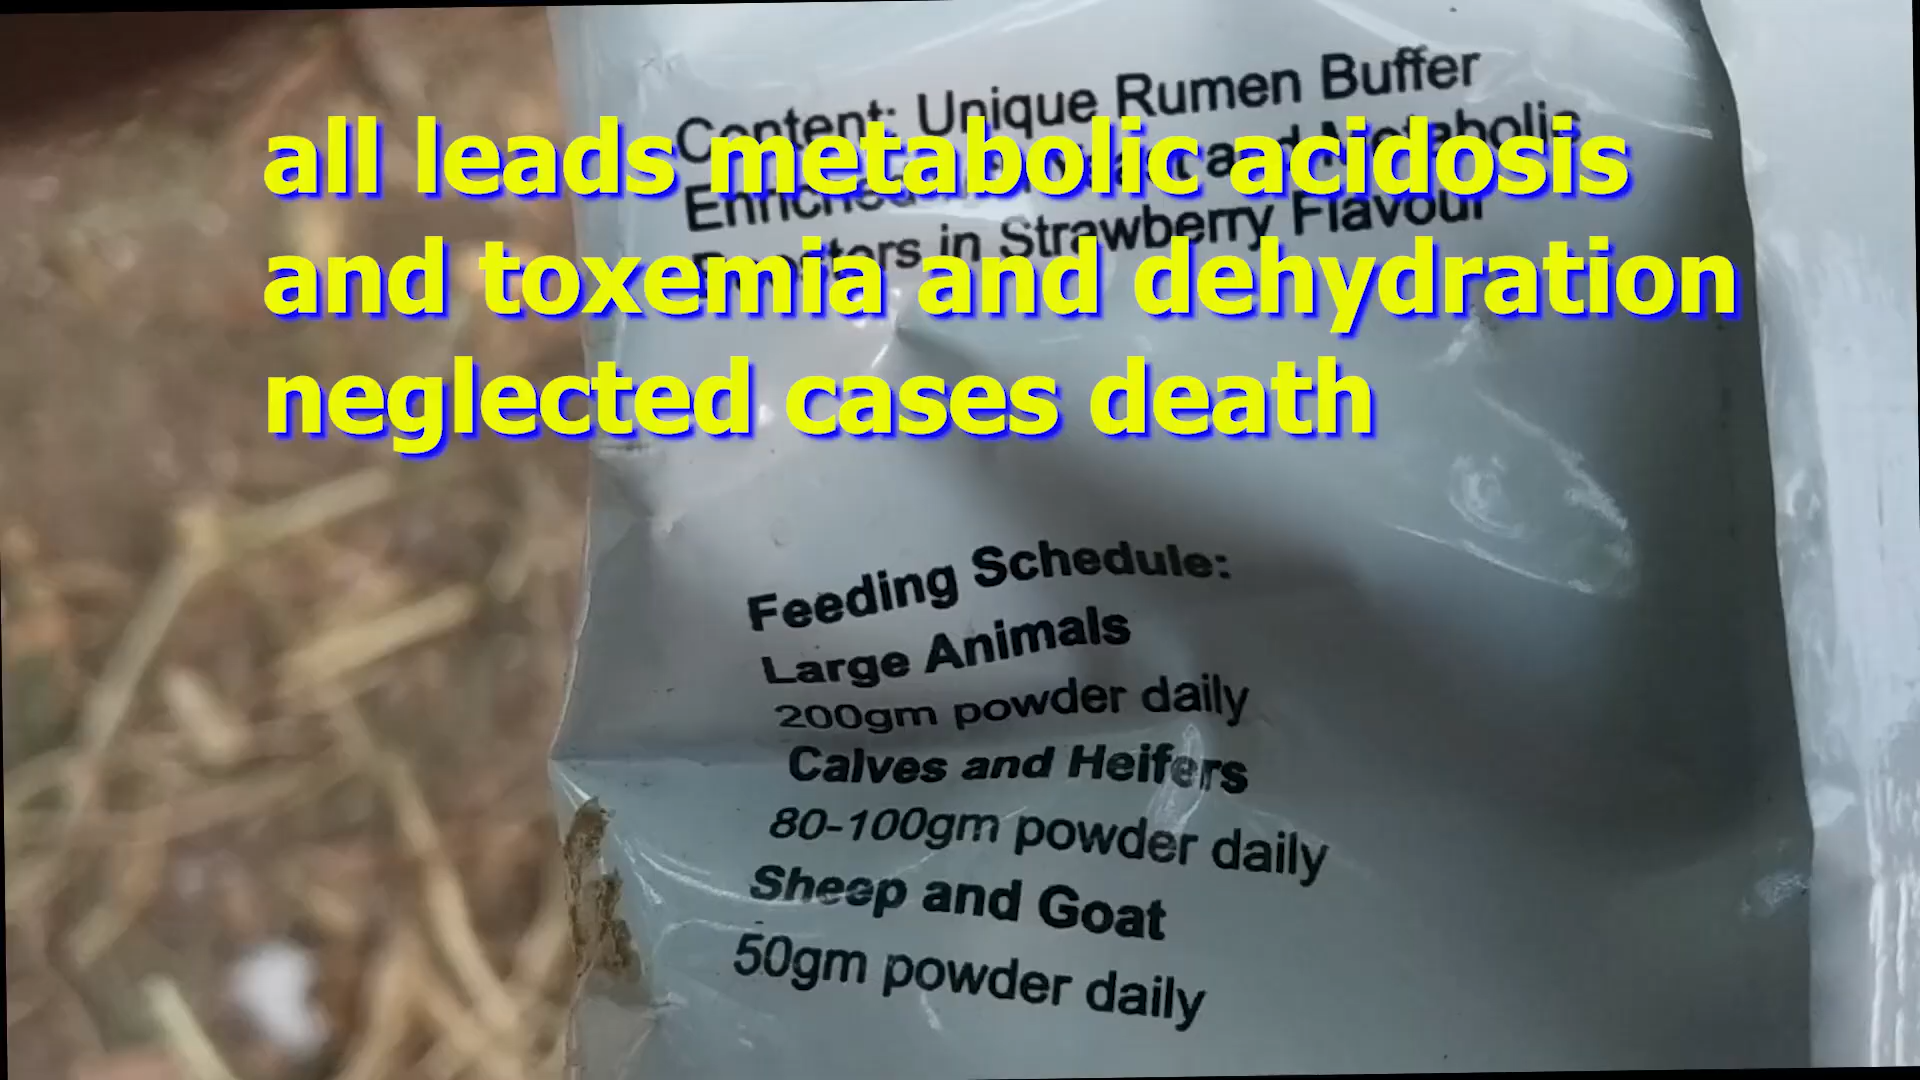 all leads metabolic acidosis
and toxemia and dehydration
neglected cases death
Content: Unique Rumen Buffer
Enriched Yeast and Metabolic
Boosters in Strawberry Flavour
Feeding Schedule:
Large Animals
200gm powder daily
Calves and Heifers
80-100gm powder daily
Sheep and Goat
50gm powder daily